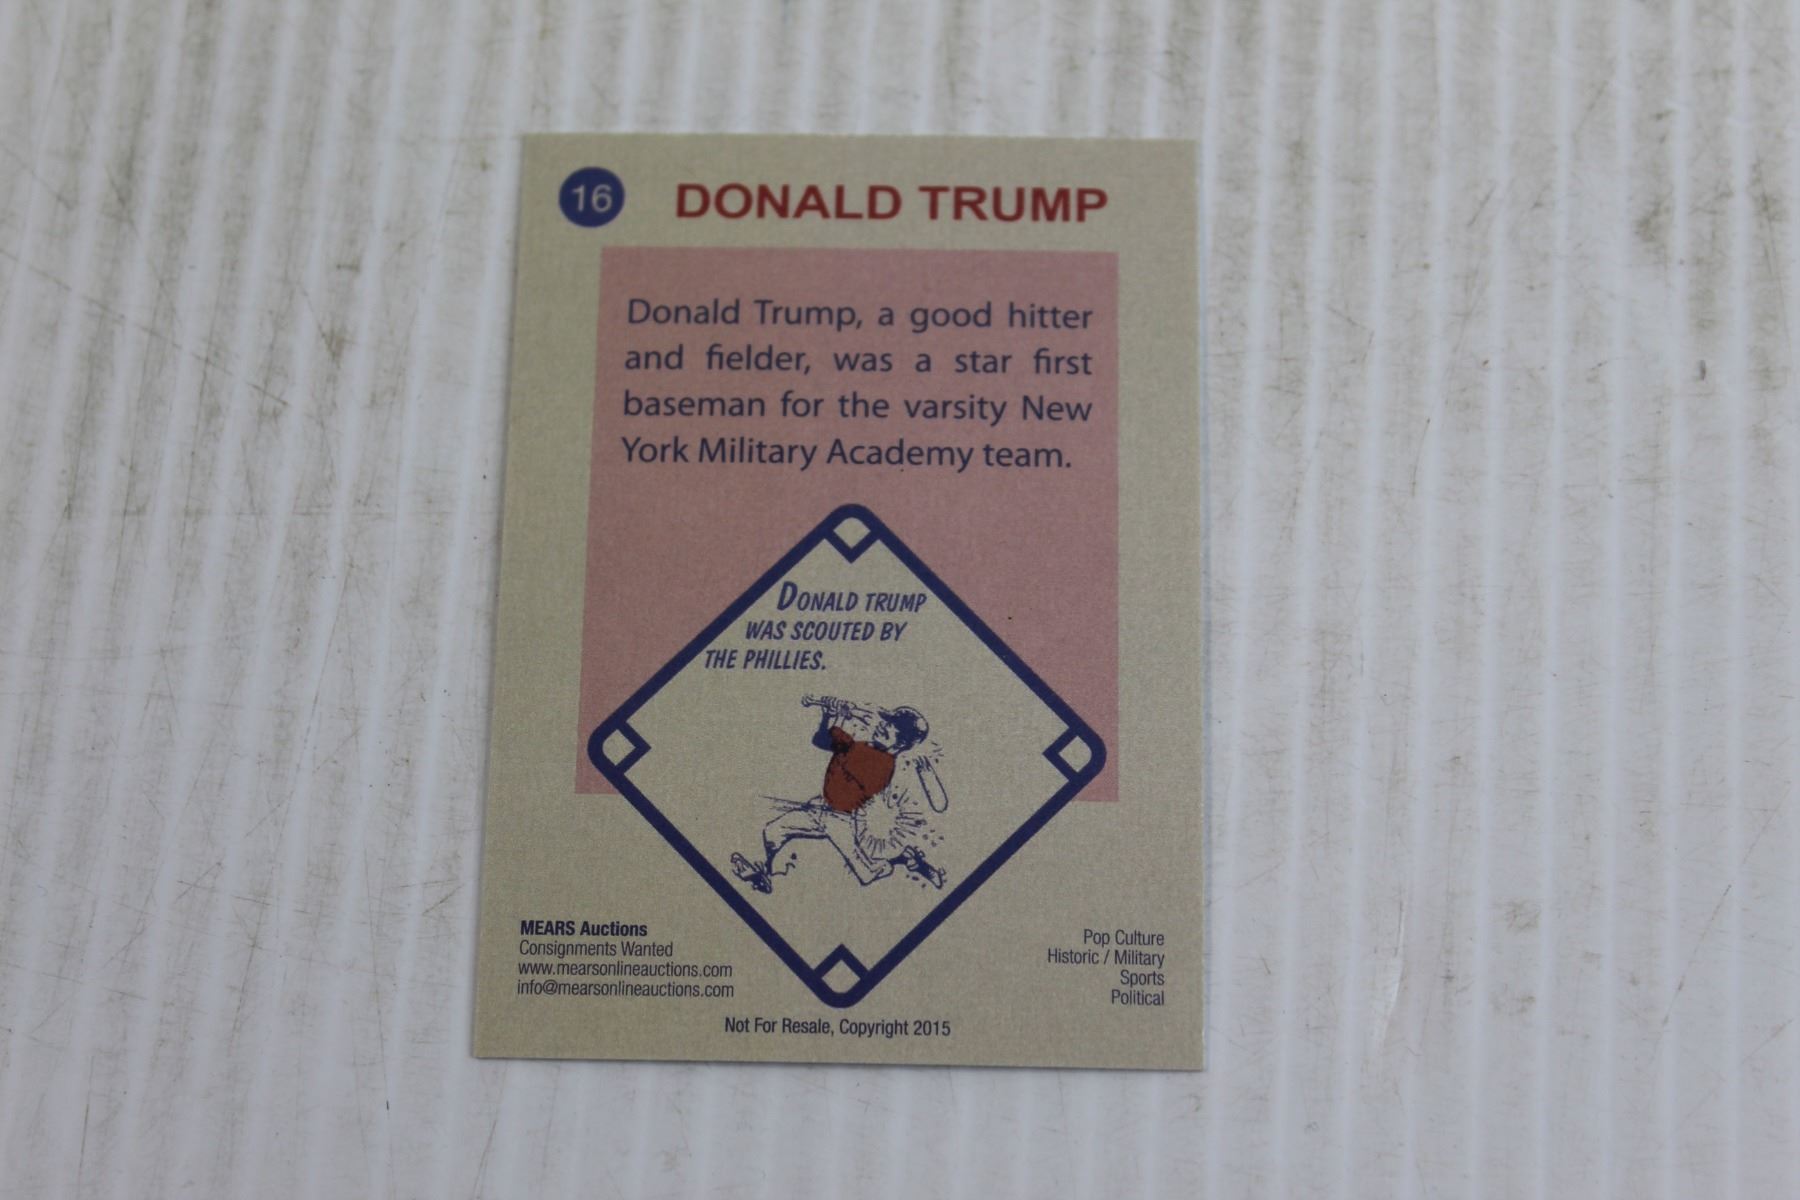 16 DONALD TRUMP
Donald Trump, a good hitter
and fielder, was a star first
baseman for the varsity New
York Military Academy team.
DONALD TRUMP
WAS SCOUTED BY
THE PHILLIES.
MEARS Auctions
Consignments Wanted
www.mearsonlineauctions.com
info@mearsonlineauctions.com
Pop Culture
Historic / Military
Sports
Political
Not For Resale, Copyright 2015